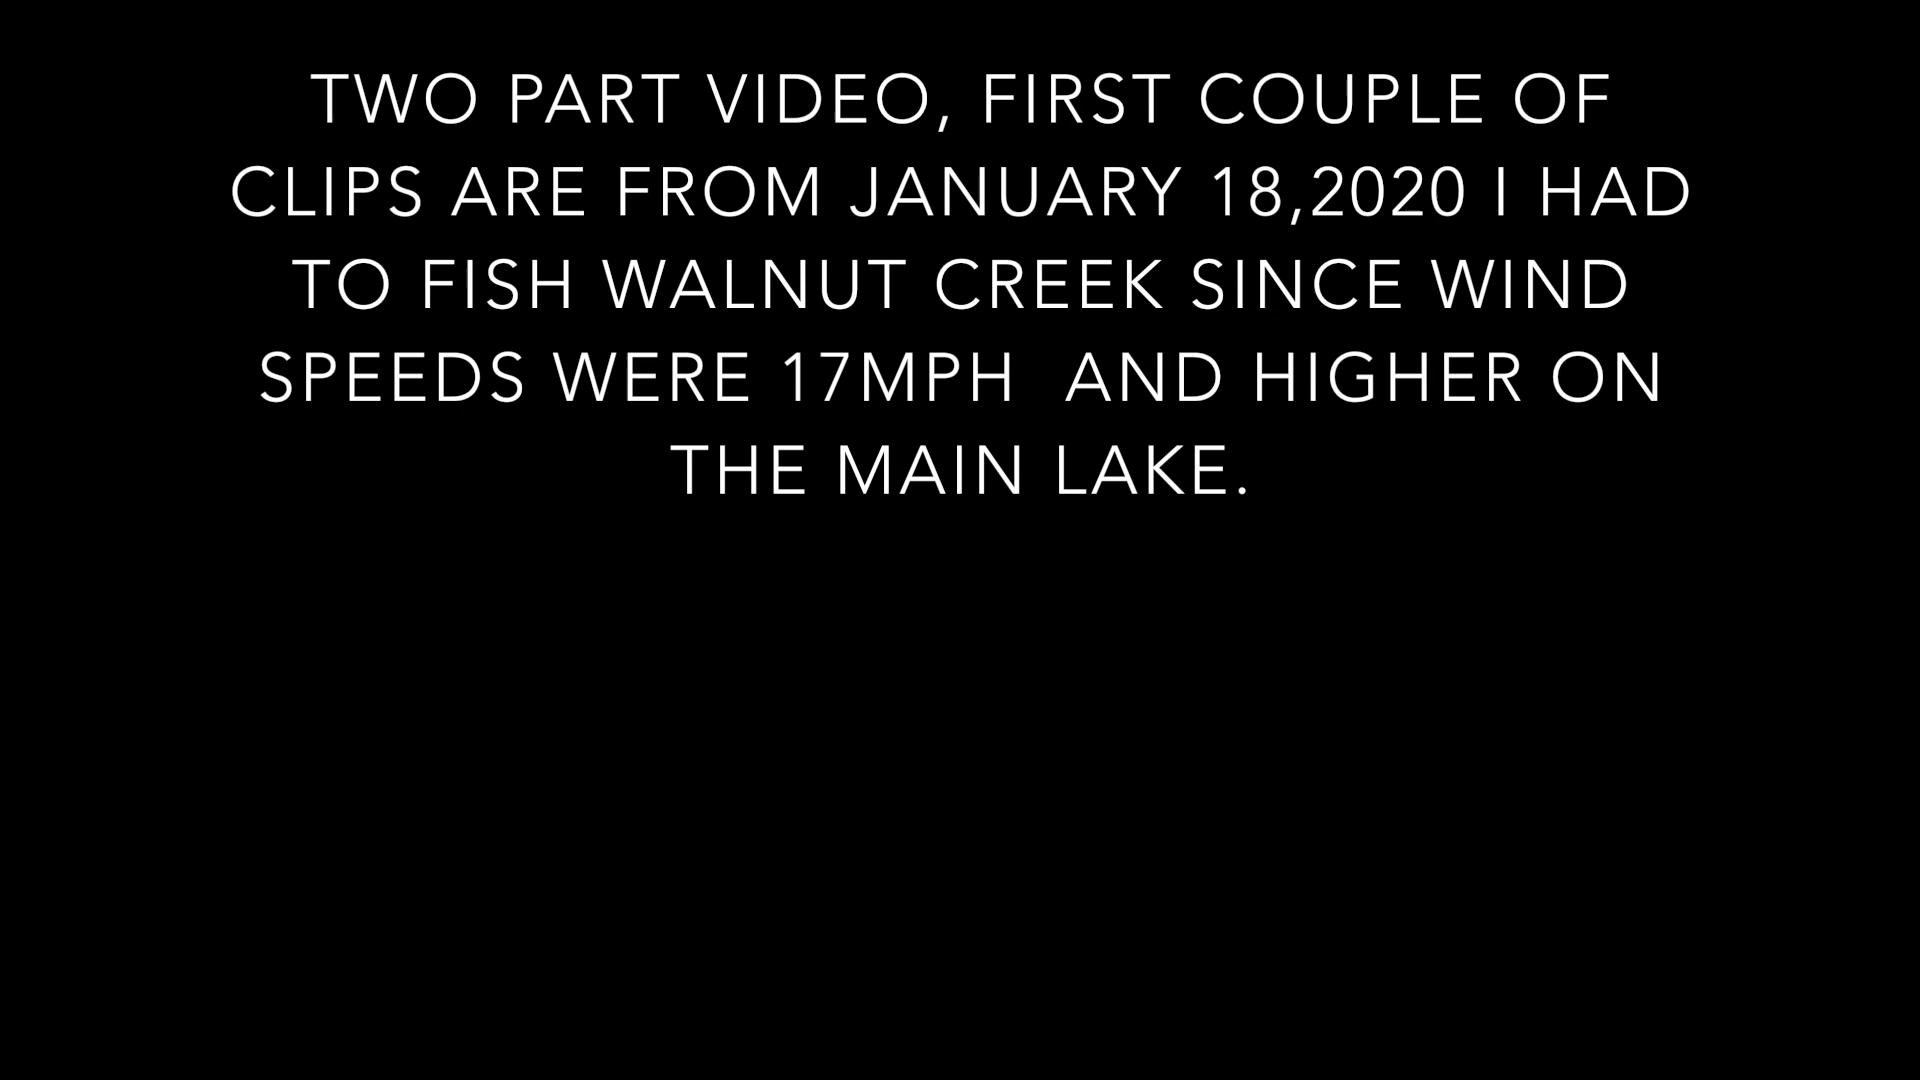 TWO PART VIDEO, FIRST COUPLE OF
CLIPS ARE FROM JANUARY 18,2020 I HAD
TO FISH WALNUT CREEK SINCE WIND
SPEEDS WERE 17MPH  AND HIGHER ON
THE MAIN LAKE.